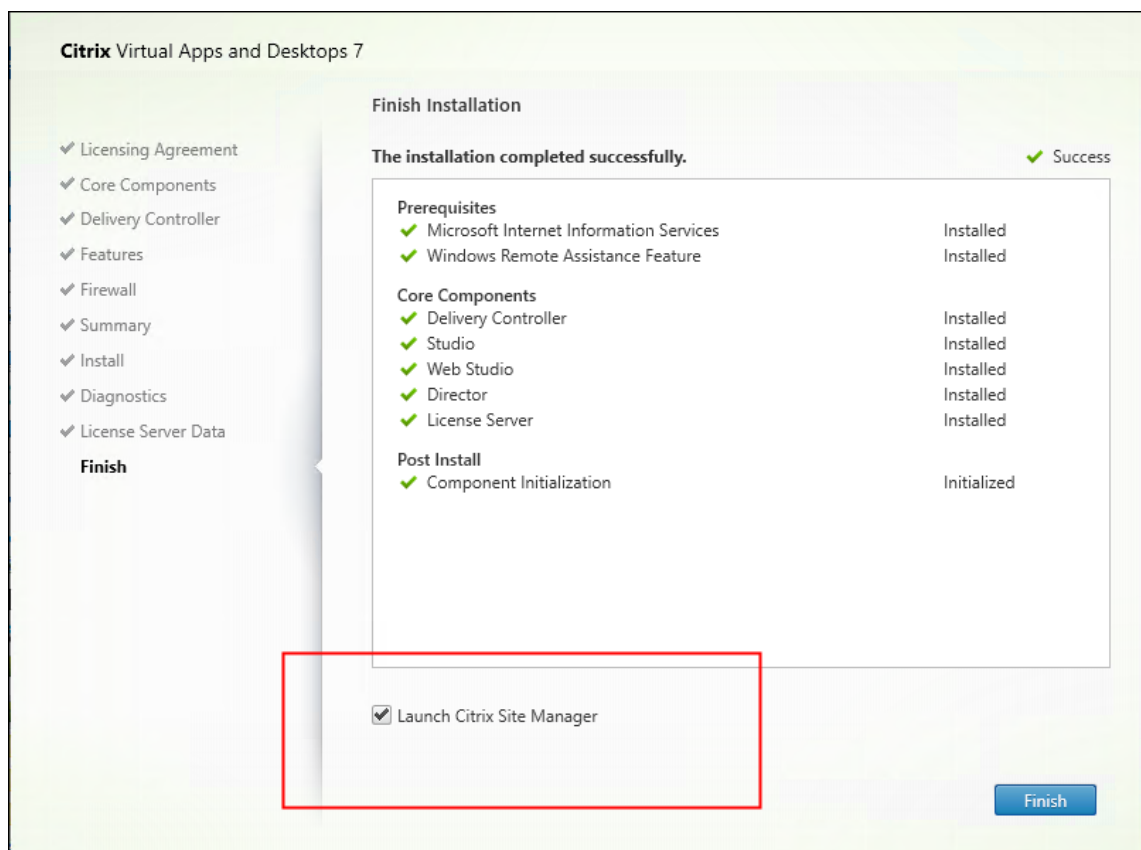 Citrix Virtual Apps and Desktops 7
Finish Installation
Licensing Agreement
Core Components
Delivery Controller
Features
Firewall
Summary
Install
Diagnostics
License Server Data
Finish
The installation completed successfully. Success
Prerequisites
Microsoft Internet Information Services Installed
Windows Remote Assistance Feature Installed
Core Components
Delivery Controller Installed
Studio Installed
Web Studio Installed
Director Installed
License Server Installed
Post Install
Component Initialization Initialized
Launch Citrix Site Manager
Finish